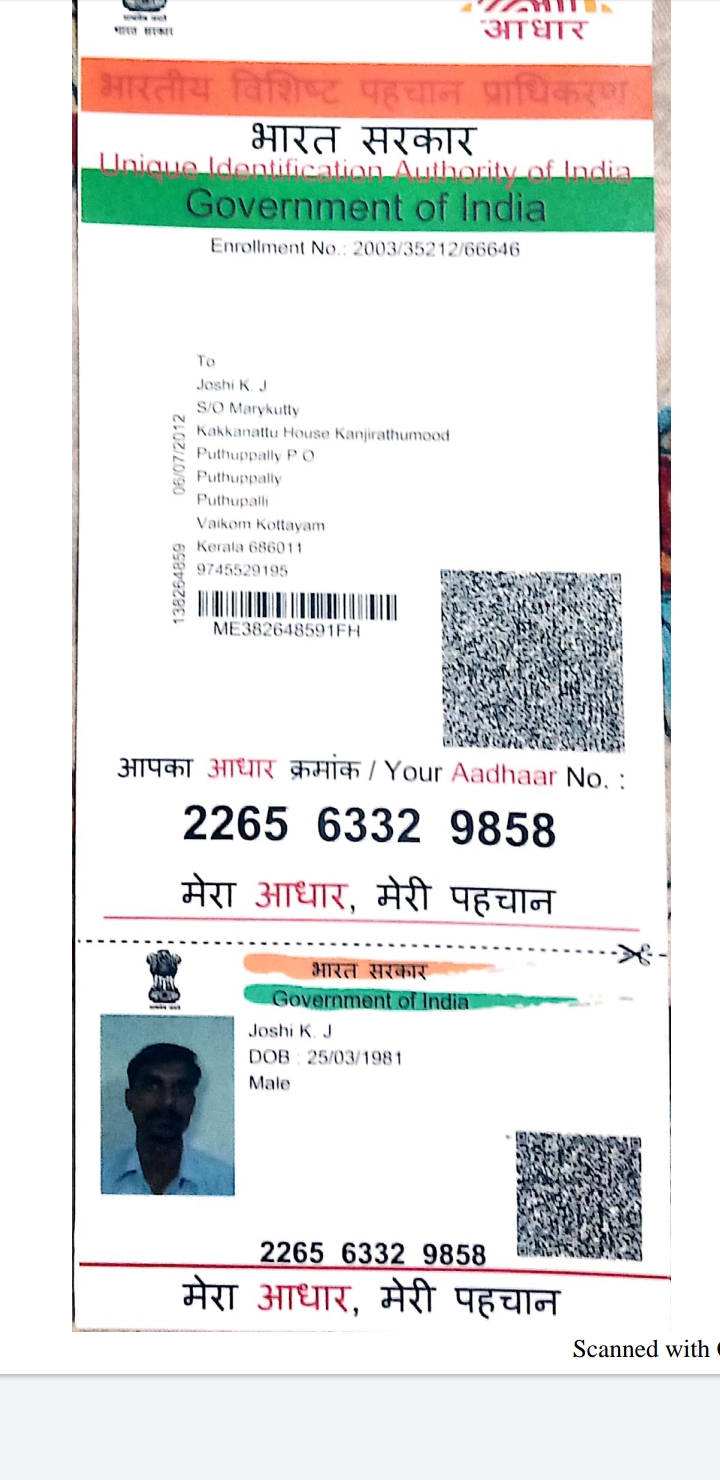 सत्यमेव जयते
भारत सरकार
आधार
भारतीय विशिष्ट पहचान प्राधिकरण
भारत सरकार
Unique Identification Authority of India
Government of India
Enrollment No.: 2003/35212/66646
To
Joshi K. J
S/O Marykutty
Kakkanattu House Kanjirathumood
Puthuppally P O
Puthuppally
Puthupalli
Vaikom Kottayam
Kerala 686011
9745529195
06/07/2012
138264859
ME382648591FH
आपका आधार क्रमांक / Your Aadhaar No. :
2265 6332 9858
मेरा आधार, मेरी पहचान
भारत सरकार
Government of India
Joshi K. J
DOB : 25/03/1981
Male
2265 6332 9858
मेरा आधार, मेरी पहचान
Scanned with